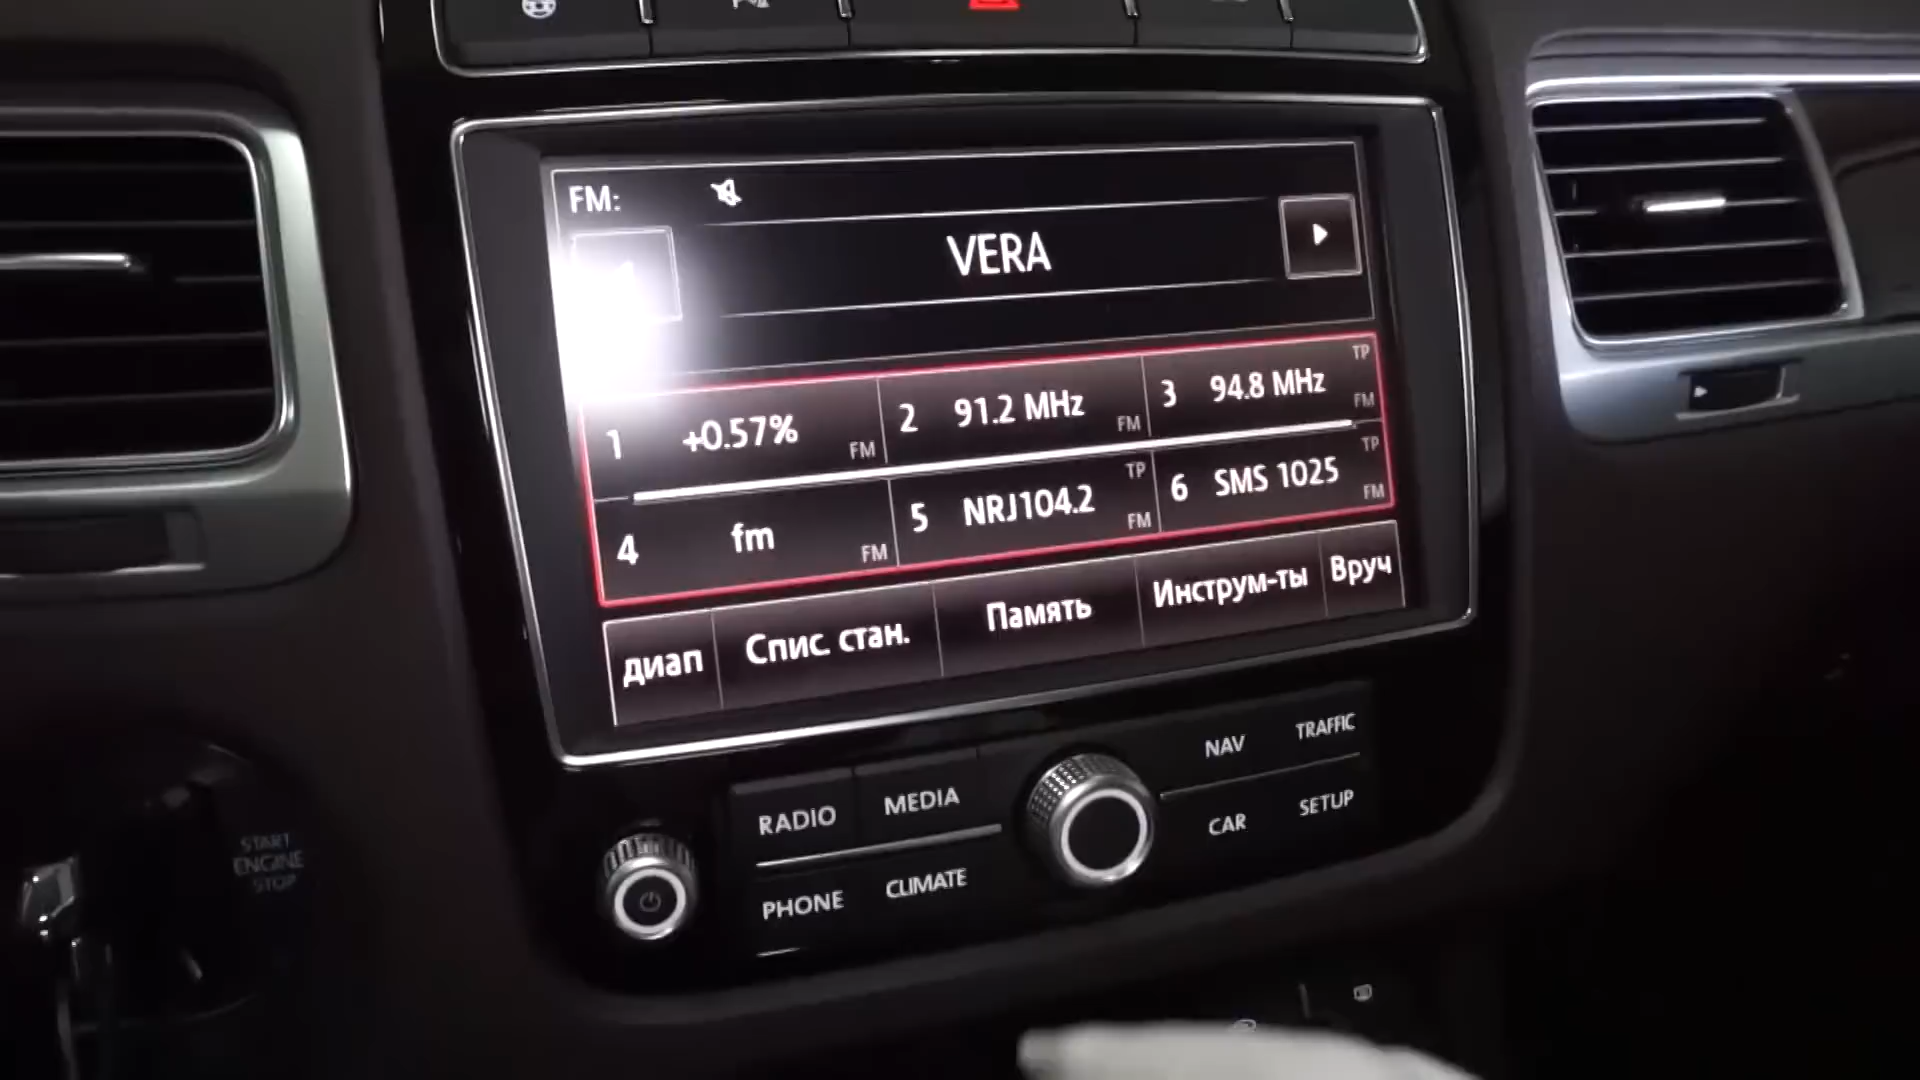 FM:
VERA
1 +0.57% FM
2 91.2 MHz FM
3 94.8 MHz TP FM
4 fm FM
5 NRJ104.2 TP FM
6 SMS 1025 TP FM
диап Спис. стан. Память Инструм-ты Вруч
RADIO MEDIA NAV TRAFFIC
PHONE CLIMATE CAR SETUP
START
ENGINE
STOP